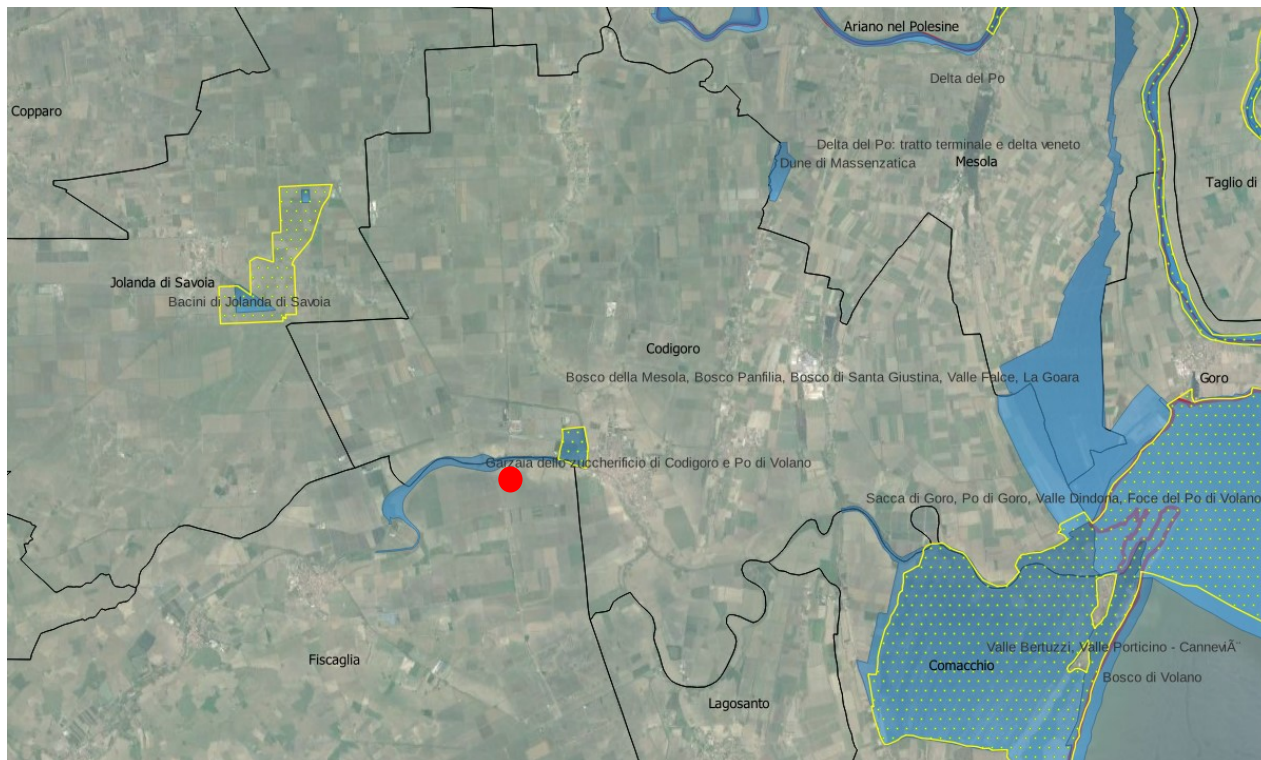 Ariano nel Polesine
Delta del Po
Copparo
Delta del Po: tratto terminale e delta veneto
Dune di Massenzatica
Mesola
Taglio di
Jolanda di Savoia
Bacini di Jolanda di Savoia
Codigoro
Bosco della Mesola, Bosco Panfilia, Bosco di Santa Giustina, Valle Falce, La Goara
Goro
Garzaia dello zuccherificio di Codigoro e Po di Volano
Sacca di Goro, Po di Goro, Valle Dindona, Foce del Po di Volano
Valle Bertuzzi, Valle Porticino - CanneviÃ¨
Fiscaglia
Comacchio
Bosco di Volano
Lagosanto